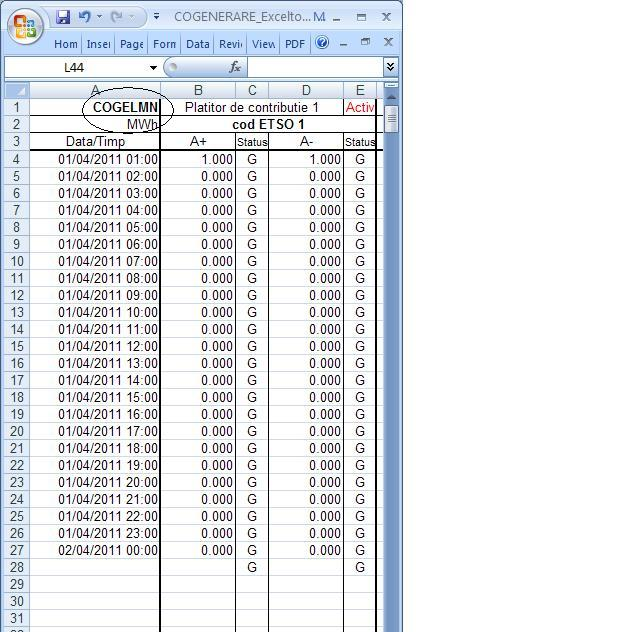 COGENERARE_Excelto... M
Hom Inser Page Forn Data Revi View PDF
L44 fx
A B C D E
1 COGELMN Platitor de contributie 1 Activ
2 MWh cod ETSO 1
3 Data/Timp A+ Status A- Status
4 01/04/2011 01:00 1.000 G 1.000 G
5 01/04/2011 02:00 0.000 G 0.000 G
6 01/04/2011 03:00 0.000 G 0.000 G
7 01/04/2011 04:00 0.000 G 0.000 G
8 01/04/2011 05:00 0.000 G 0.000 G
9 01/04/2011 06:00 0.000 G 0.000 G
10 01/04/2011 07:00 0.000 G 0.000 G
11 01/04/2011 08:00 0.000 G 0.000 G
12 01/04/2011 09:00 0.000 G 0.000 G
13 01/04/2011 10:00 0.000 G 0.000 G
14 01/04/2011 11:00 0.000 G 0.000 G
15 01/04/2011 12:00 0.000 G 0.000 G
16 01/04/2011 13:00 0.000 G 0.000 G
17 01/04/2011 14:00 0.000 G 0.000 G
18 01/04/2011 15:00 0.000 G 0.000 G
19 01/04/2011 16:00 0.000 G 0.000 G
20 01/04/2011 17:00 0.000 G 0.000 G
21 01/04/2011 18:00 0.000 G 0.000 G
22 01/04/2011 19:00 0.000 G 0.000 G
23 01/04/2011 20:00 0.000 G 0.000 G
24 01/04/2011 21:00 0.000 G 0.000 G
25 01/04/2011 22:00 0.000 G 0.000 G
26 01/04/2011 23:00 0.000 G 0.000 G
27 02/04/2011 00:00 0.000 G 0.000 G
28 G G
29
30
31